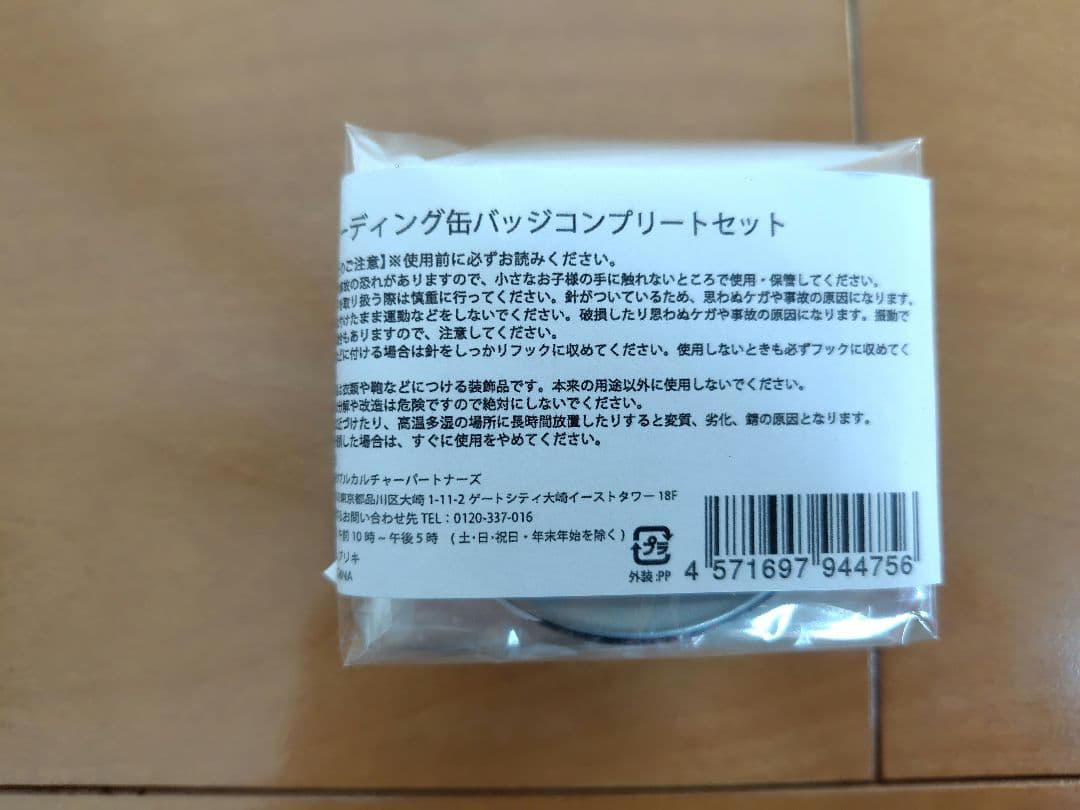 ーディング缶バッジコンプリートセット
のご注意】※使用前に必ずお読みください。
の恐れがありますので、小さなお子様の手に触れないところで使用・保管してください。
を取り扱う際は慎重に行ってください。針がついているため、思わぬケガや事故の原因になります。
けたまま運動などをしないでください。破損したり思わぬケガや事故の原因になります。振動で
もありますので、注意してください。
どに付ける場合は針をしっかりフックに収めてください。使用しないときも必ずフックに収めてく
は衣類や鞄などにつける装飾品です。本来の用途以外に使用しないでください。
分解や改造は危険ですので絶対にしないでください。
づけたり、高温多湿の場所に長時間放置したりすると変質、劣化、錆の原因となります。
した場合は、すぐに使用をやめてください。
カルチャーパートナーズ
東京都品川区大崎 1-11-2 ゲートシティ大崎イーストタワー 18F
るお問い合わせ先 TEL：0120-337-016
午前 10 時～午後 5 時 (土・日・祝日・年末年始を除く)
ブリキ
プラ
外装:PP
4 571697 944756